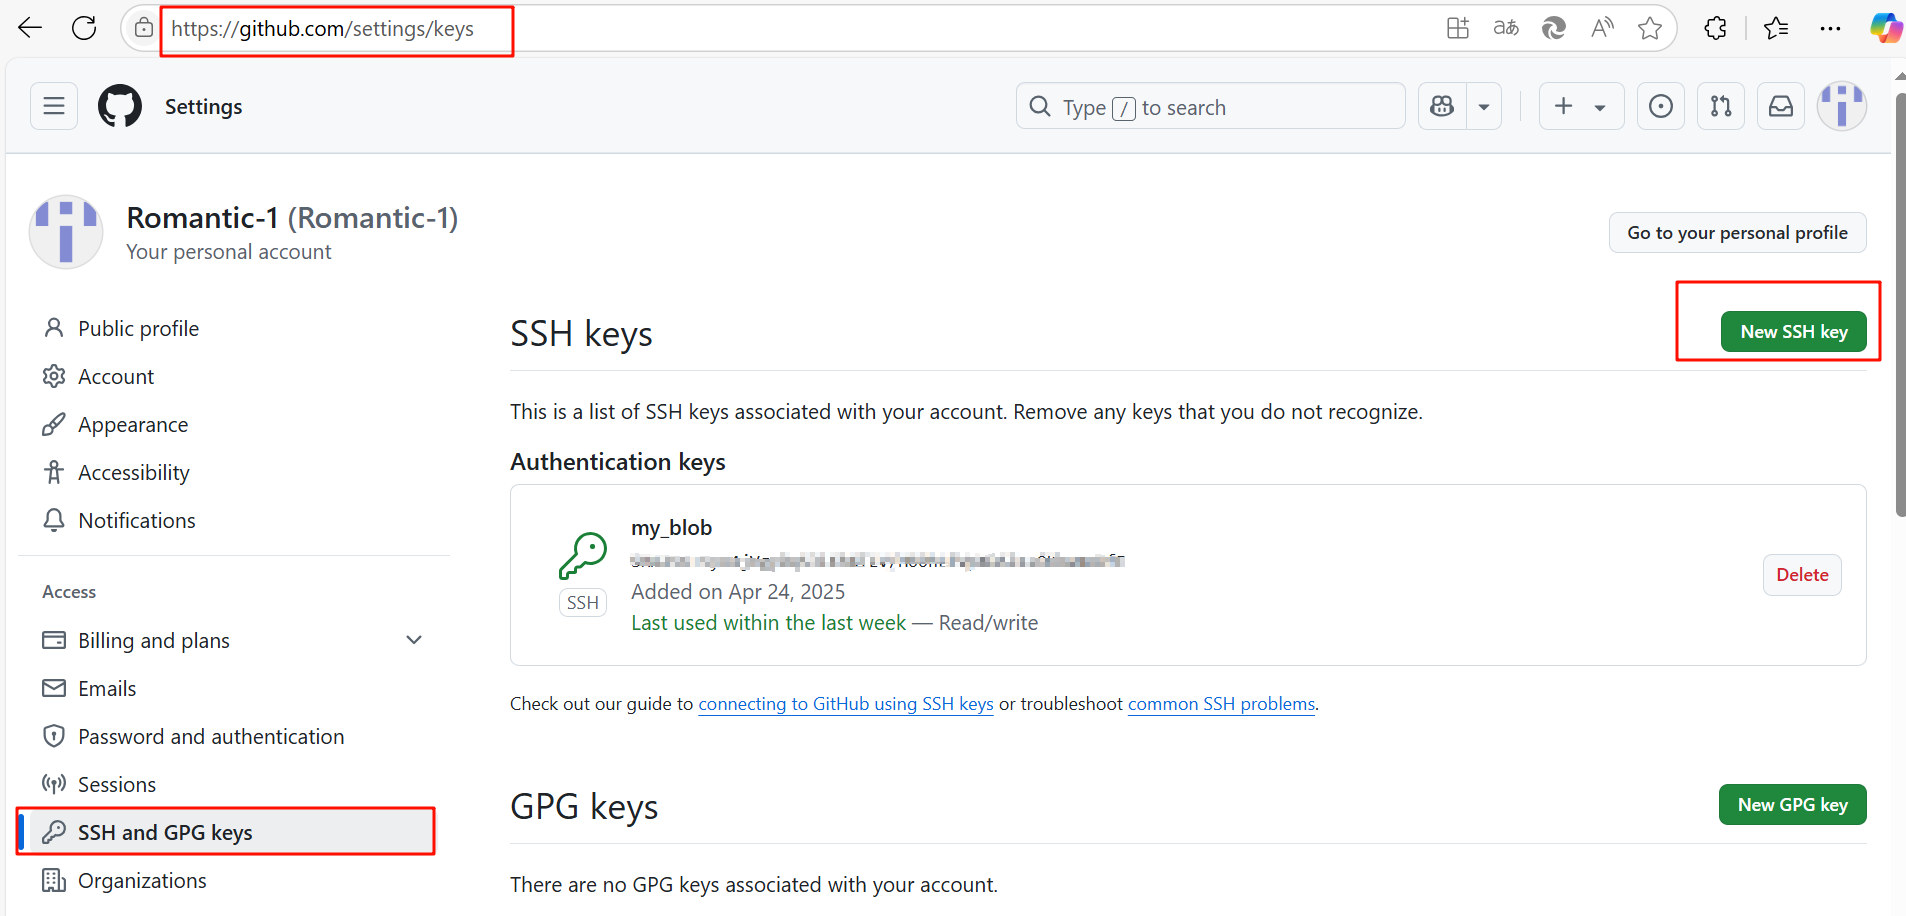 https://github.com/settings/keys
Settings
Type / to search
Romantic-1 (Romantic-1)
Your personal account
Go to your personal profile
Public profile
Account
Appearance
Accessibility
Notifications
Access
Billing and plans
Emails
Password and authentication
Sessions
SSH and GPG keys
Organizations
SSH keys
New SSH key
This is a list of SSH keys associated with your account. Remove any keys that you do not recognize.
Authentication keys
my_blob
SSH
Added on Apr 24, 2025
Last used within the last week — Read/write
Delete
Check out our guide to connecting to GitHub using SSH keys or troubleshoot common SSH problems.
GPG keys
New GPG key
There are no GPG keys associated with your account.